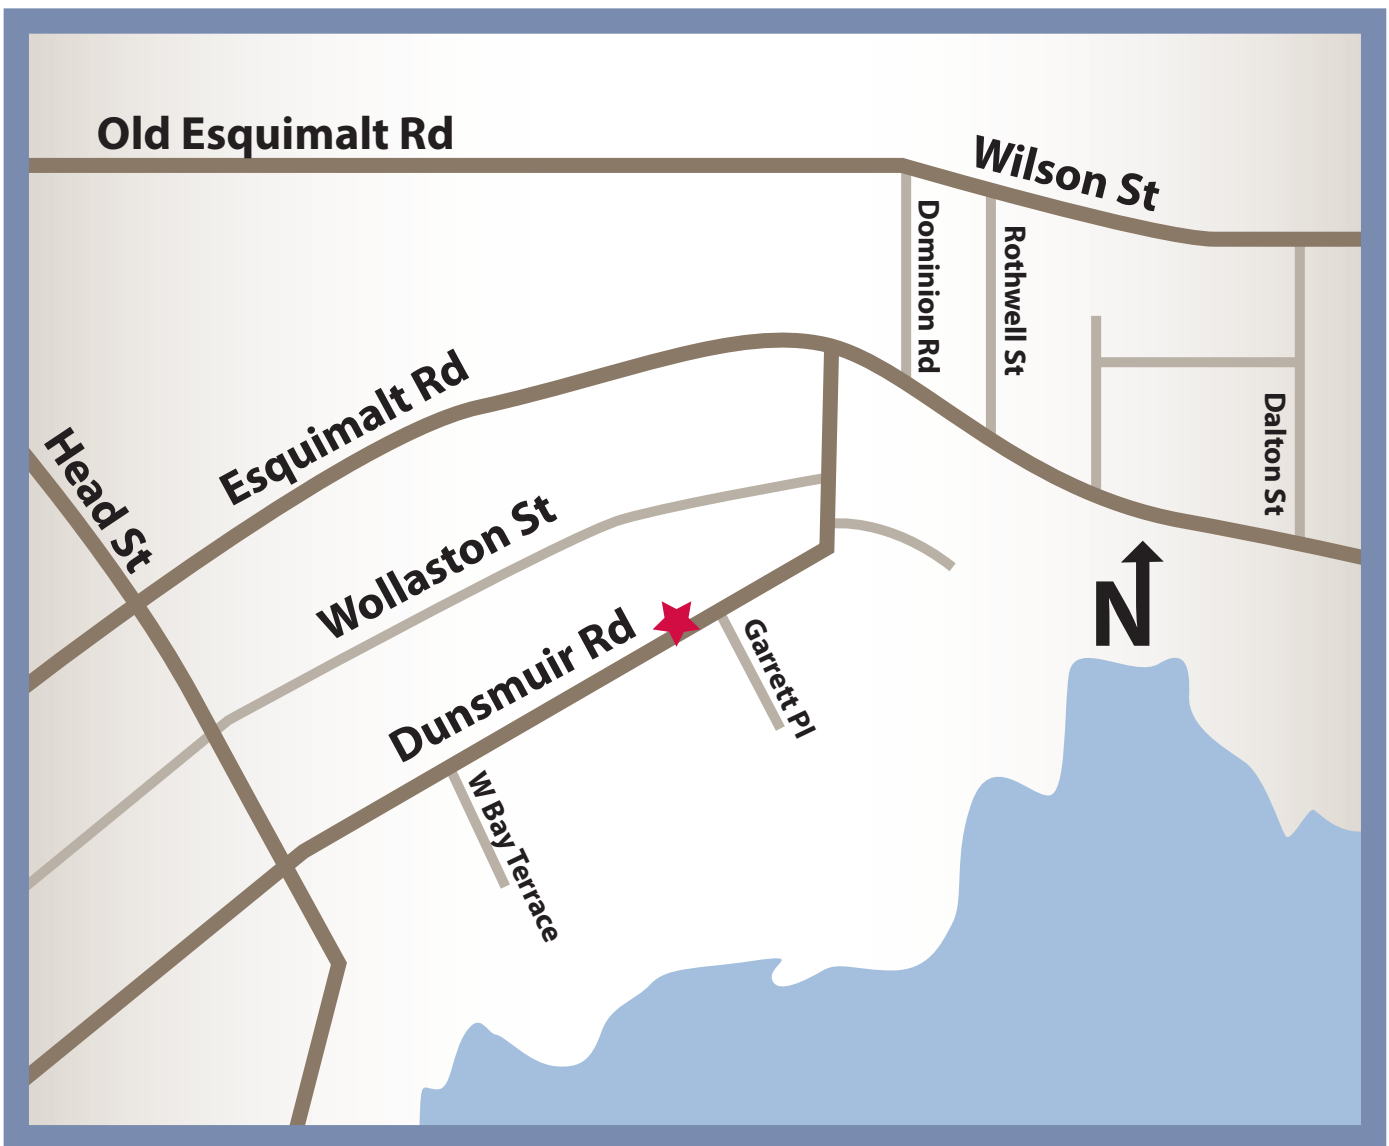 Old Esquimalt Rd
Wilson St
Dominion Rd
Rothwell St
Esquimalt Rd
Dalton St
Head St
Wollaston St
N
Dunsmuir Rd
Garrett Pl
W Bay Terrace